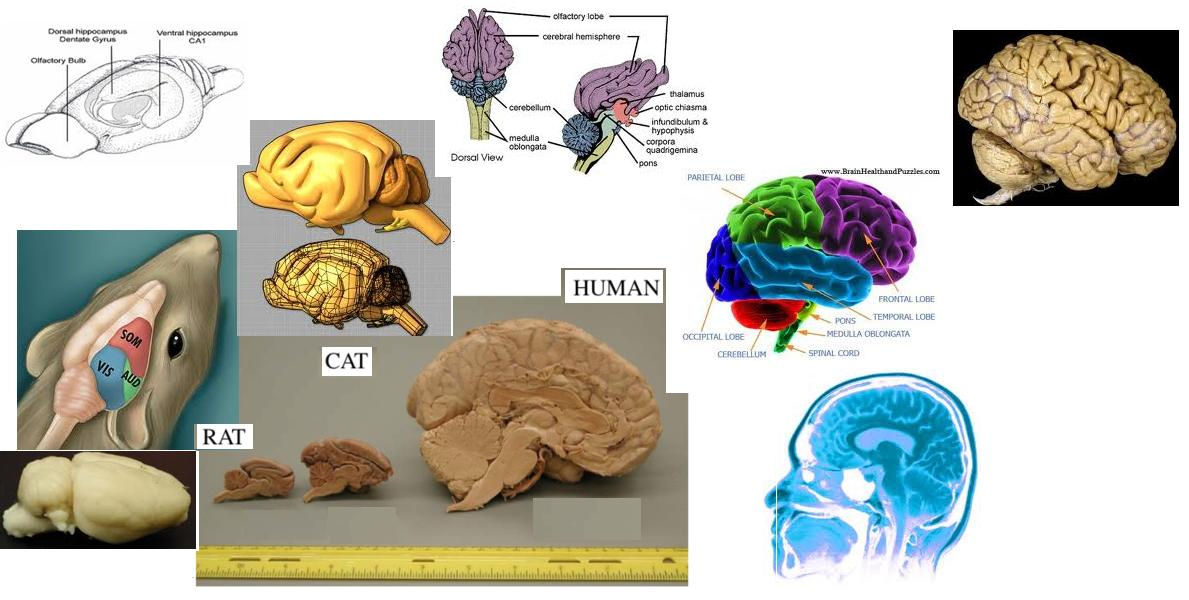 Dorsal hippocampus
Dentate Gyrus
Ventral hippocampus
CA1
Olfactory Bulb
olfactory lobe
cerebral hemisphere
thalamus
optic chiasma
infundibulum &
hypophysis
corpora
quadrigemina
pons
cerebellum
medulla
oblongata
Dorsal View
www.BrainHealthandPuzzles.com
PARIETAL LOBE
FRONTAL LOBE
TEMPORAL LOBE
PONS
MEDULLA OBLONGATA
SPINAL CORD
OCCIPITAL LOBE
CEREBELLUM
SOM
VIS
AUD
HUMAN
CAT
RAT